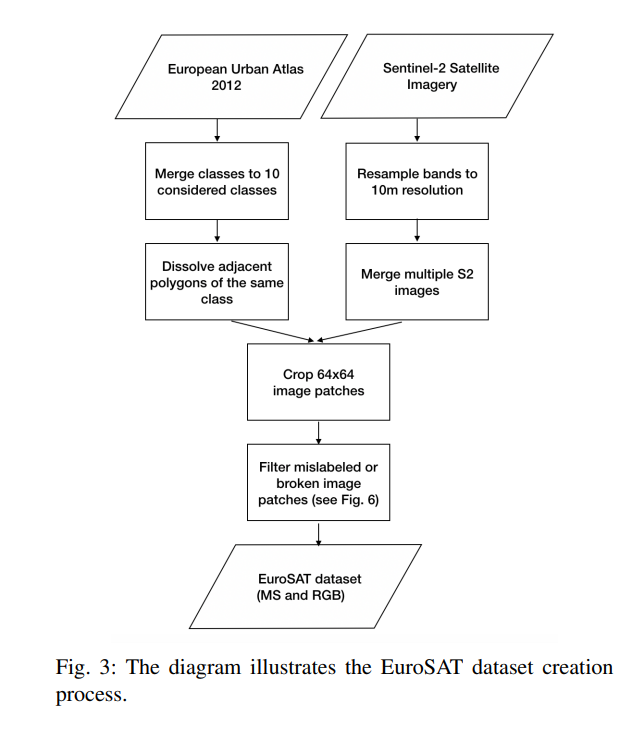 European Urban Atlas
2012
Sentinel-2 Satellite
Imagery
Merge classes to 10
considered classes
Resample bands to
10m resolution
Dissolve adjacent
polygons of the same
class
Merge multiple S2
images
Crop 64x64
image patches
Filter mislabeled or
broken image
patches (see Fig. 6)
EuroSAT dataset
(MS and RGB)
Fig. 3: The diagram illustrates the EuroSAT dataset creation
process.